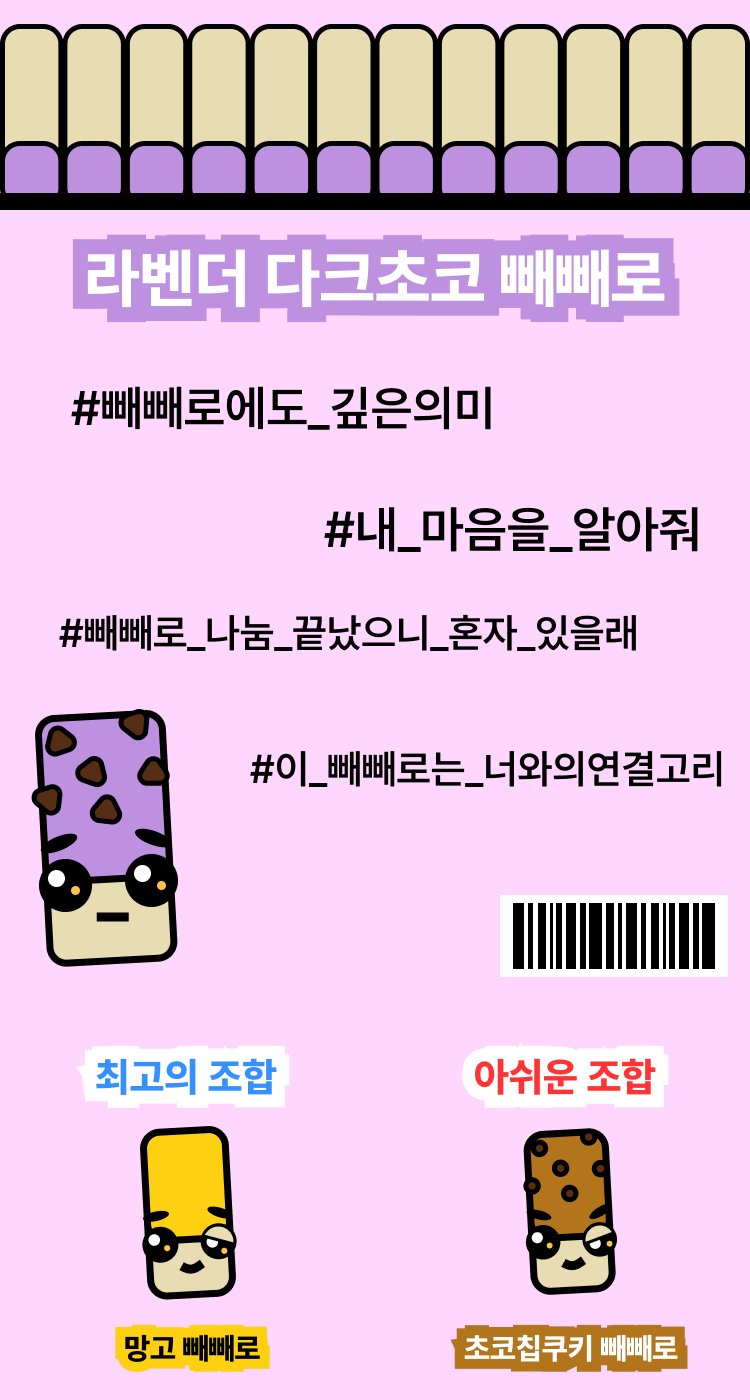 라벤더 다크초코 빼빼로
#빼빼로에도_깊은의미
#내_마음을_알아줘
#빼빼로_나눔_끝났으니_혼자_있을래
#이_빼빼로는_너와의연결고리
최고의 조합
아쉬운 조합
망고 빼빼로
초코칩쿠키 빼빼로